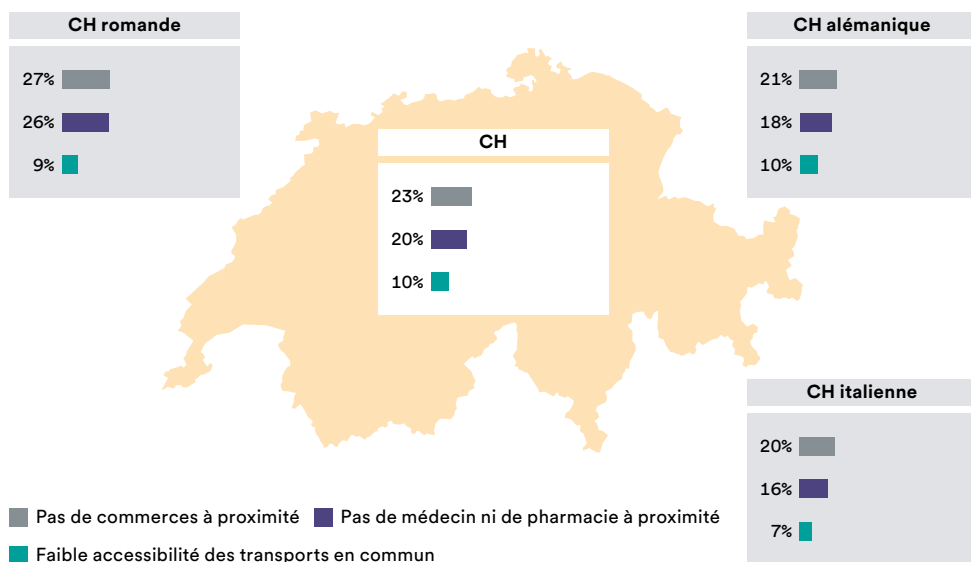 CH romande
27%
26%
9%
CH alémanique
21%
18%
10%
CH
23%
20%
10%
CH italienne
20%
16%
7%
Pas de commerces à proximité
Pas de médecin ni de pharmacie à proximité
Faible accessibilité des transports en commun